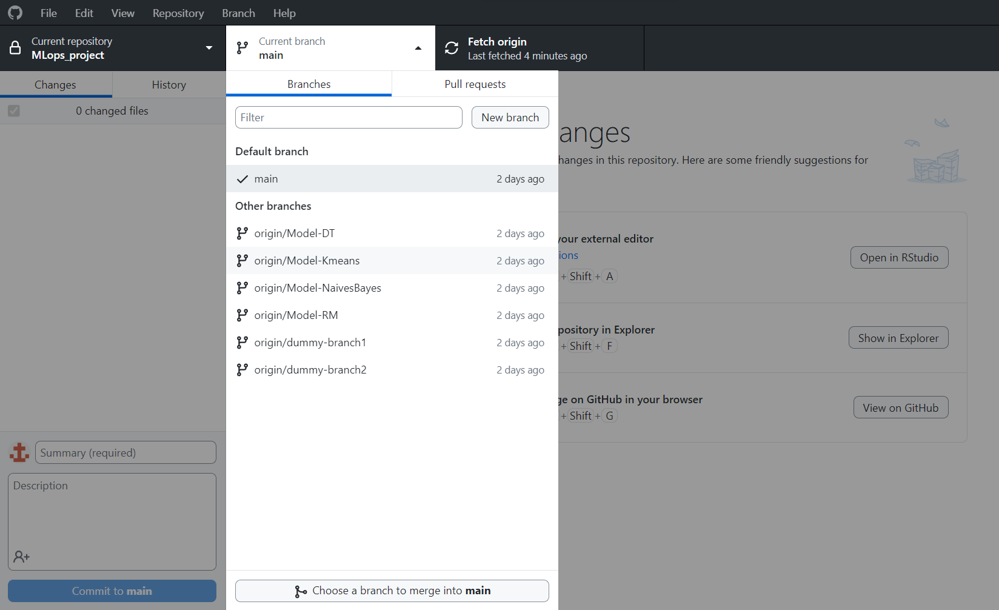 File Edit View Repository Branch Help
Current repository
MLops_project
Current branch
main
Fetch origin
Last fetched 4 minutes ago
Changes History
0 changed files
Branches Pull requests
Filter
New branch
Default branch
main 2 days ago
Other branches
origin/Model-DT 2 days ago
origin/Model-Kmeans 2 days ago
origin/Model-NaivesBayes 2 days ago
origin/Model-RM 2 days ago
origin/dummy-branch1 2 days ago
origin/dummy-branch2 2 days ago
Choose a branch to merge into main
anges
hanges in this repository. Here are some friendly suggestions for
your external editor
ions
+ Shift + A
Open in RStudio
pository in Explorer
+ Shift + F
Show in Explorer
ge on GitHub in your browser
+ Shift + G
View on GitHub
Summary (required)
Description
Commit to main